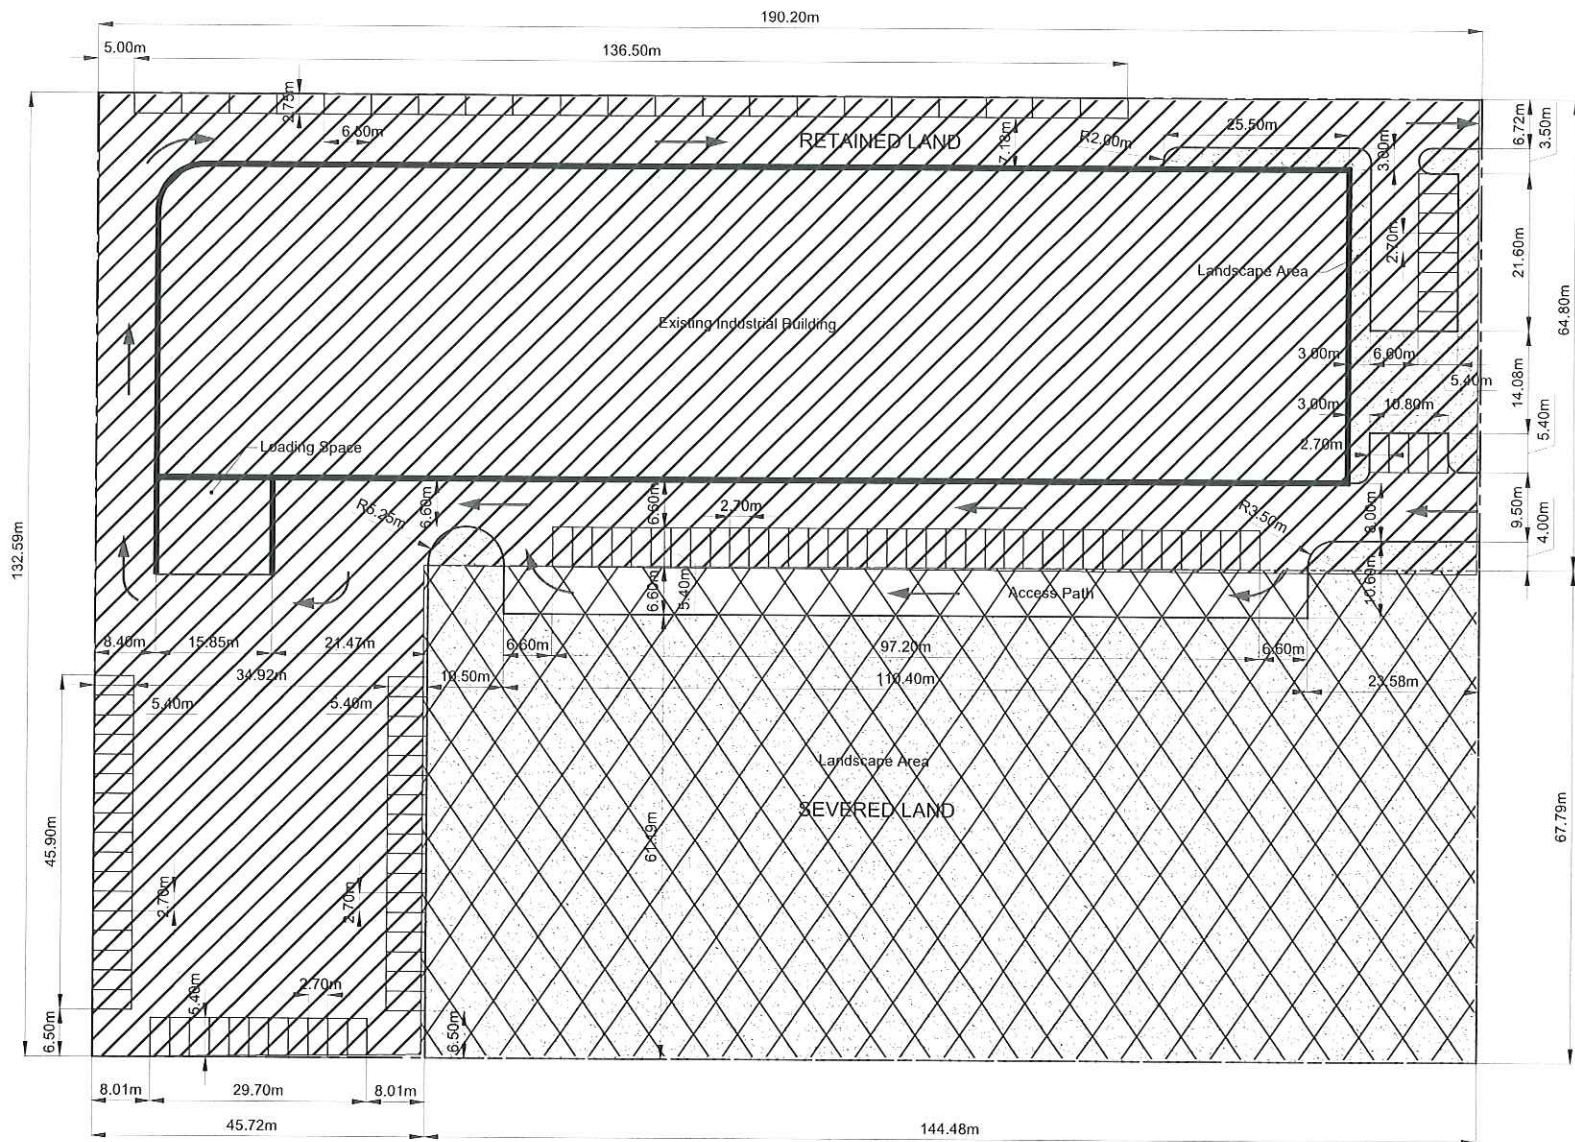 190.20m
5.00m
136.50m
2.75m
6.50m
RETAINED LAND
7.18m
R2.00m
25.50m
3.00m
6.72m
3.50m
132.59m
Landscape Area
2.70m
21.60m
64.80m
Existing Industrial Building
3.00m
6.60m
5.40m
14.08m
3.00m
10.80m
5.40m
2.70m
Loading Space
R5.25m
6.60m
6.60m
2.70m
R3.50m
8.00m
9.50m
4.00m
6.60m
5.40m
Access Path
10.69m
8.40m
15.85m
21.47m
6.60m
97.20m
6.60m
34.92m
10.50m
110.40m
23.58m
5.40m
5.40m
Landscape Area
SEVERED LAND
61.19m
67.79m
45.90m
2.70m
2.70m
5.40m
2.70m
6.50m
6.50m
8.01m
29.70m
8.01m
45.72m
144.48m